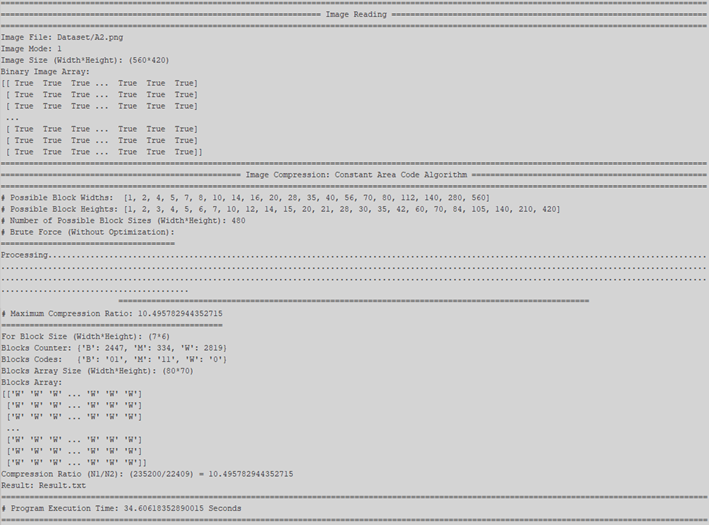 Image Reading
Image File: Dataset/A2.png
Image Mode: 1
Image Size (Width*Height): (560*420)
Binary Image Array:
[[ True  True  True ...  True  True  True]
 [ True  True  True ...  True  True  True]
 [ True  True  True ...  True  True  True]
 ...
 [ True  True  True ...  True  True  True]
 [ True  True  True ...  True  True  True]
 [ True  True  True ...  True  True  True]]
Image Compression: Constant Area Code Algorithm
# Possible Block Widths:  [1, 2, 4, 5, 7, 8, 10, 14, 16, 20, 28, 35, 40, 56, 70, 80, 112, 140, 280, 560]
# Possible Block Heights: [1, 2, 3, 4, 5, 6, 7, 10, 12, 14, 15, 20, 21, 28, 30, 35, 42, 60, 70, 84, 105, 140, 210, 420]
# Number of Possible Block Sizes (Width*Height): 480
# Brute Force (Without Optimization):
Processing...
# Maximum Compression Ratio: 10.495782944352715
For Block Size (Width*Height): (7*6)
Blocks Counter: {'B': 2447, 'M': 334, 'W': 2819}
Blocks Codes:   {'B': '01', 'M': '11', 'W': '0'}
Blocks Array Size (Width*Height): (80*70)
Blocks Array:
[['W' 'W' 'W' ... 'W' 'W' 'W']
 ['W' 'W' 'W' ... 'W' 'W' 'W']
 ['W' 'W' 'W' ... 'W' 'W' 'W']
 ...
 ['W' 'W' 'W' ... 'W' 'W' 'W']
 ['W' 'W' 'W' ... 'W' 'W' 'W']
 ['W' 'W' 'W' ... 'W' 'W' 'W']]
Compression Ratio (N1/N2): (235200/22409) = 10.495782944352715
Result: Result.txt
# Program Execution Time: 34.60618352890015 Seconds